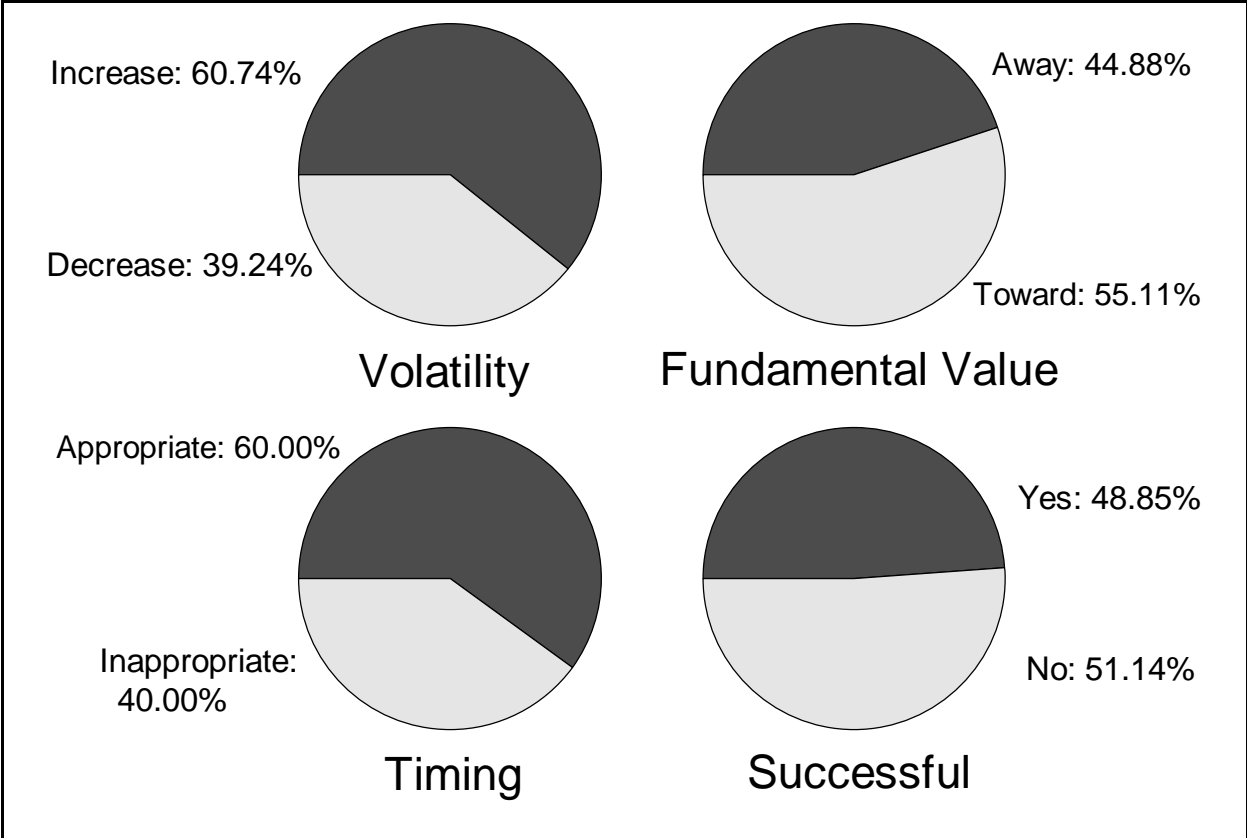 Increase: 60.74%
Decrease: 39.24%
Volatility
Away: 44.88%
Toward: 55.11%
Fundamental Value
Appropriate: 60.00%
Inappropriate:
40.00%
Timing
Yes: 48.85%
No: 51.14%
Successful